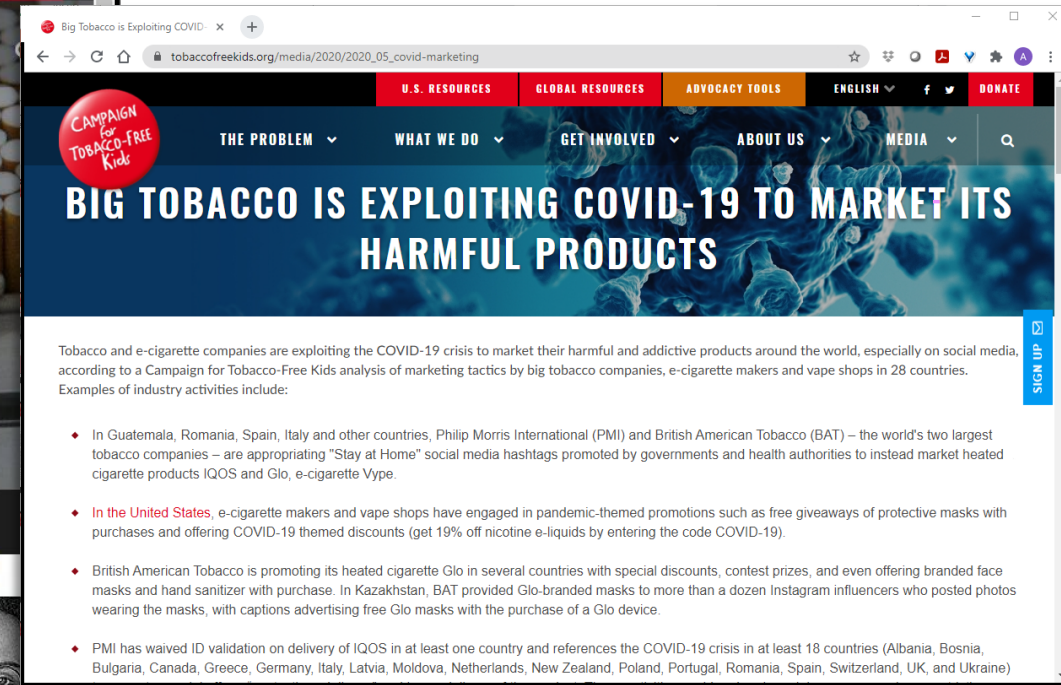 Big Tobacco is Exploiting COVID-
tobaccofreekids.org/media/2020/2020_05_covid-marketing
A
U.S. RESOURCES GLOBAL RESOURCES ADVOCACY TOOLS ENGLISH DONATE
CAMPAIGN
for
TOBACCO-FREE
Kids
THE PROBLEM WHAT WE DO GET INVOLVED ABOUT US MEDIA
BIG TOBACCO IS EXPLOITING COVID-19 TO MARKET ITS
HARMFUL PRODUCTS
SIGN UP
Tobacco and e-cigarette companies are exploiting the COVID-19 crisis to market their harmful and addictive products around the world, especially on social media,
according to a Campaign for Tobacco-Free Kids analysis of marketing tactics by big tobacco companies, e-cigarette makers and vape shops in 28 countries.
Examples of industry activities include:
In Guatemala, Romania, Spain, Italy and other countries, Philip Morris International (PMI) and British American Tobacco (BAT) – the world's two largest
tobacco companies – are appropriating "Stay at Home" social media hashtags promoted by governments and health authorities to instead market heated
cigarette products IQOS and Glo, e-cigarette Vype.
In the United States, e-cigarette makers and vape shops have engaged in pandemic-themed promotions such as free giveaways of protective masks with
purchases and offering COVID-19 themed discounts (get 19% off nicotine e-liquids by entering the code COVID-19).
British American Tobacco is promoting its heated cigarette Glo in several countries with special discounts, contest prizes, and even offering branded face
masks and hand sanitizer with purchase. In Kazakhstan, BAT provided Glo-branded masks to more than a dozen Instagram influencers who posted photos
wearing the masks, with captions advertising free Glo masks with the purchase of a Glo device.
PMI has waived ID validation on delivery of IQOS in at least one country and references the COVID-19 crisis in at least 18 countries (Albania, Bosnia,
Bulgaria, Canada, Greece, Germany, Italy, Latvia, Moldova, Netherlands, New Zealand, Poland, Portugal, Romania, Spain, Switzerland, UK, and Ukraine)